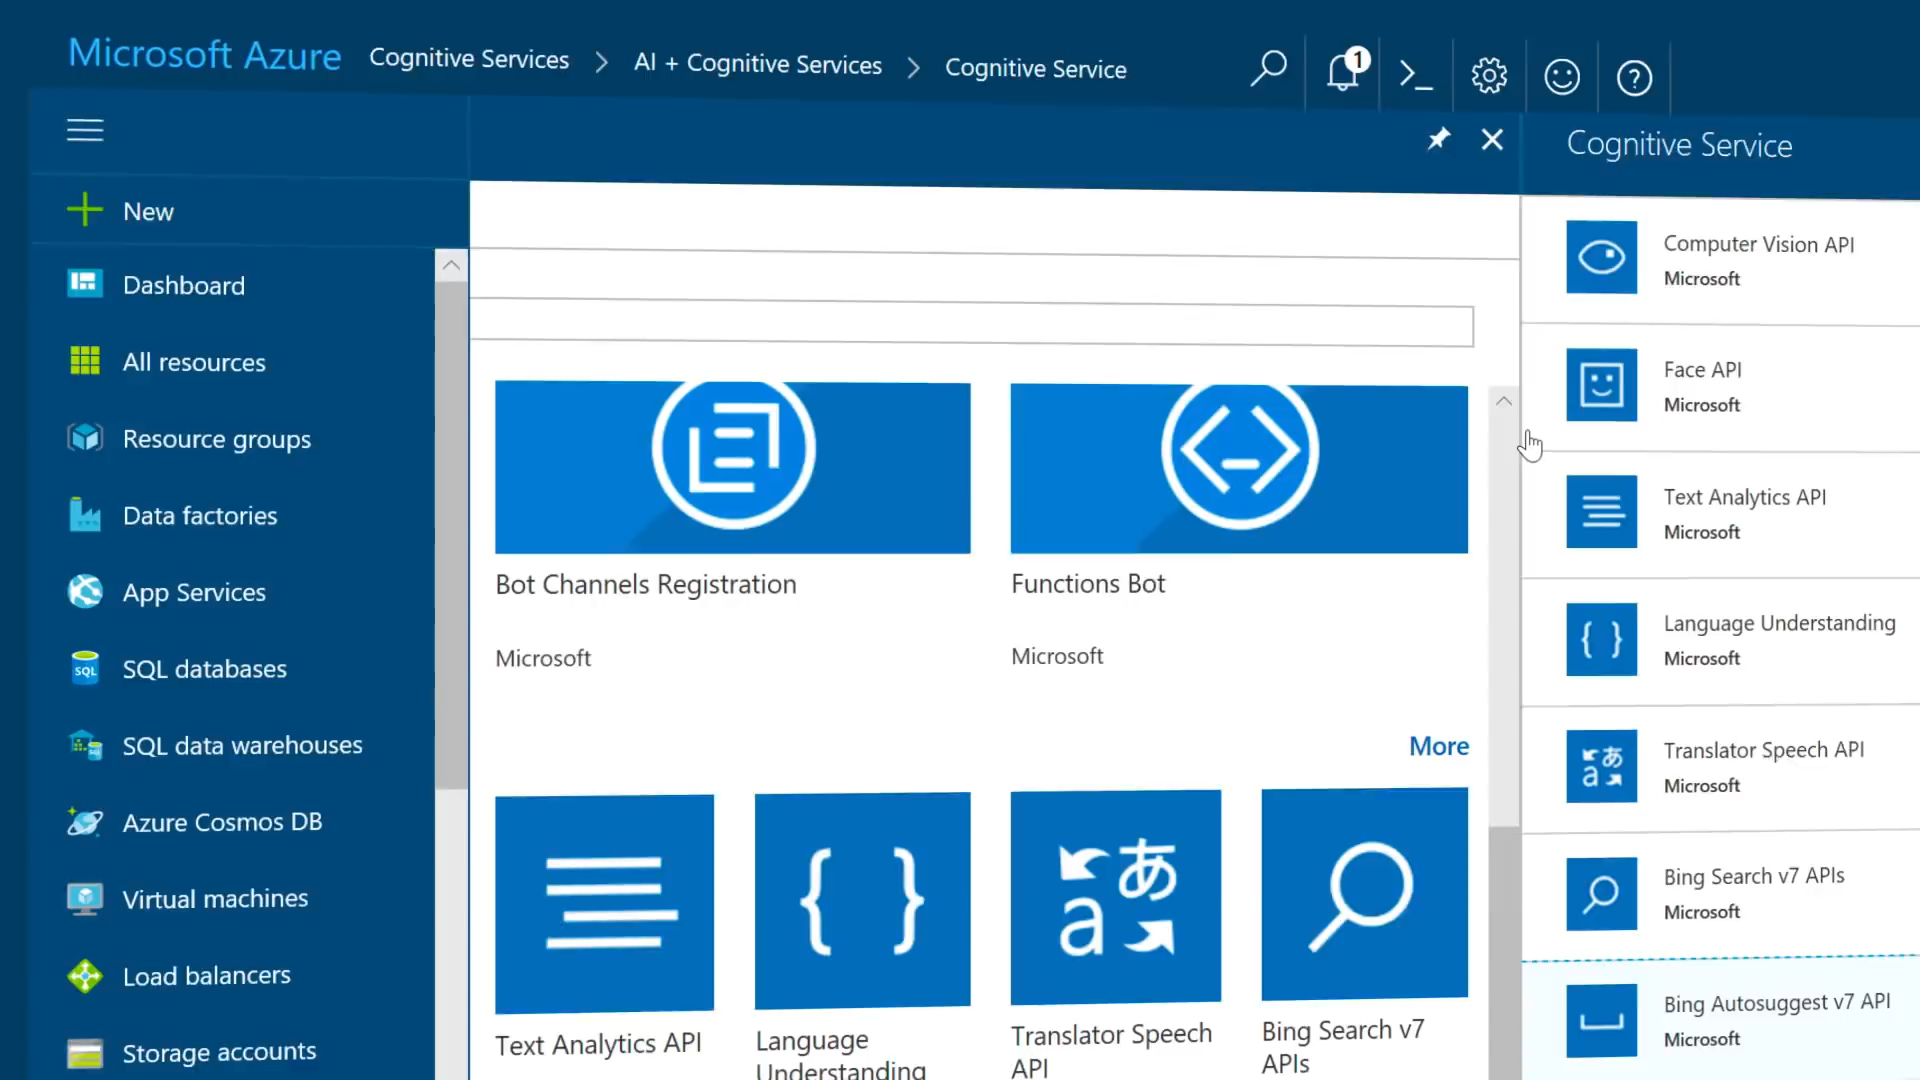 Microsoft Azure
Cognitive Services
AI + Cognitive Services
Cognitive Service
1
New
Dashboard
All resources
Resource groups
Data factories
App Services
SQL
SQL databases
SQL data warehouses
Azure Cosmos DB
Virtual machines
Load balancers
Storage accounts
Bot Channels Registration
Microsoft
Functions Bot
Microsoft
More
a あ
Text Analytics API
Language
Understanding
Translator Speech
API
Bing Search v7
APIs
Cognitive Service
Computer Vision API
Microsoft
Face API
Microsoft
Text Analytics API
Microsoft
Language Understanding
Microsoft
a あ
Translator Speech API
Microsoft
Bing Search v7 APIs
Microsoft
Bing Autosuggest v7 API
Microsoft